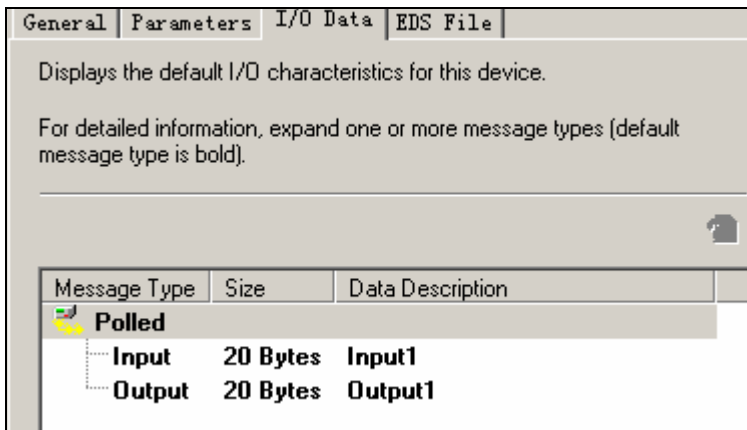 General Parameters I/O Data EDS File
Displays the default I/O characteristics for this device.
For detailed information, expand one or more message types (default
message type is bold).
Message Type Size Data Description
Polled
Input 20 Bytes Input1
Output 20 Bytes Output1